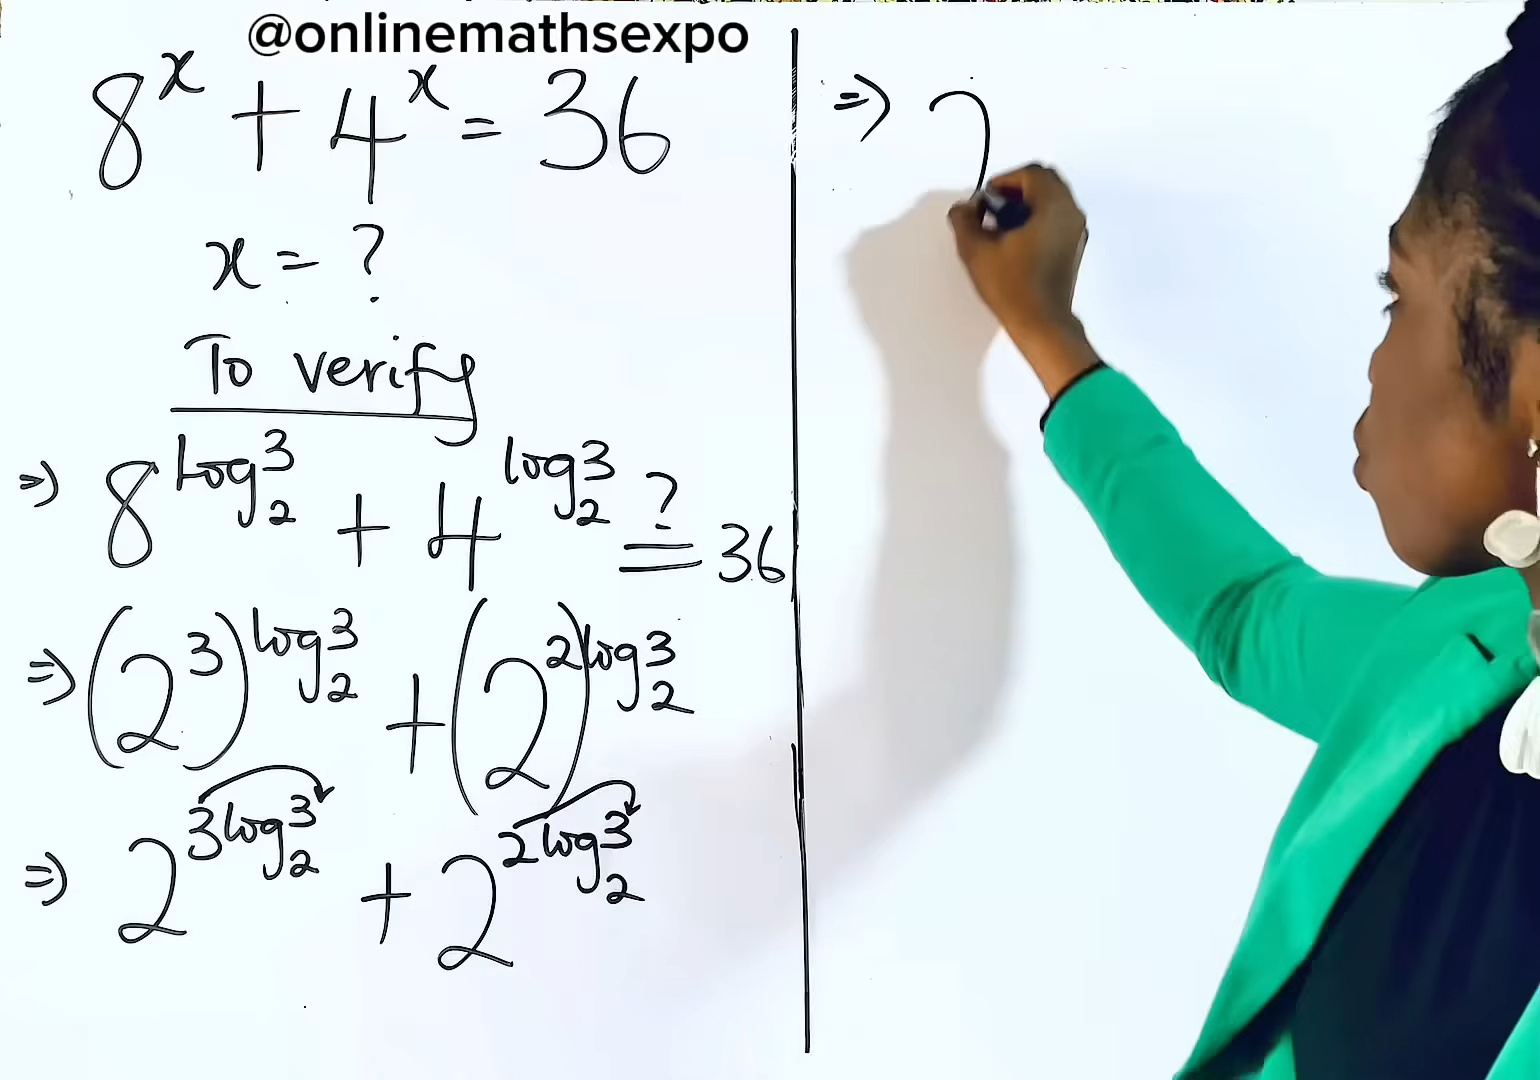 @onlinemathsexpo
8^x + 4^x = 36
x = ?
To verify
⇒ 8^log₂3 + 4^log₂3 ≟ 36
⇒ (2³)^log₂3 + (2²)^log₂3
⇒ 2^3log₂3 + 2^2log₂3
⇒ 2